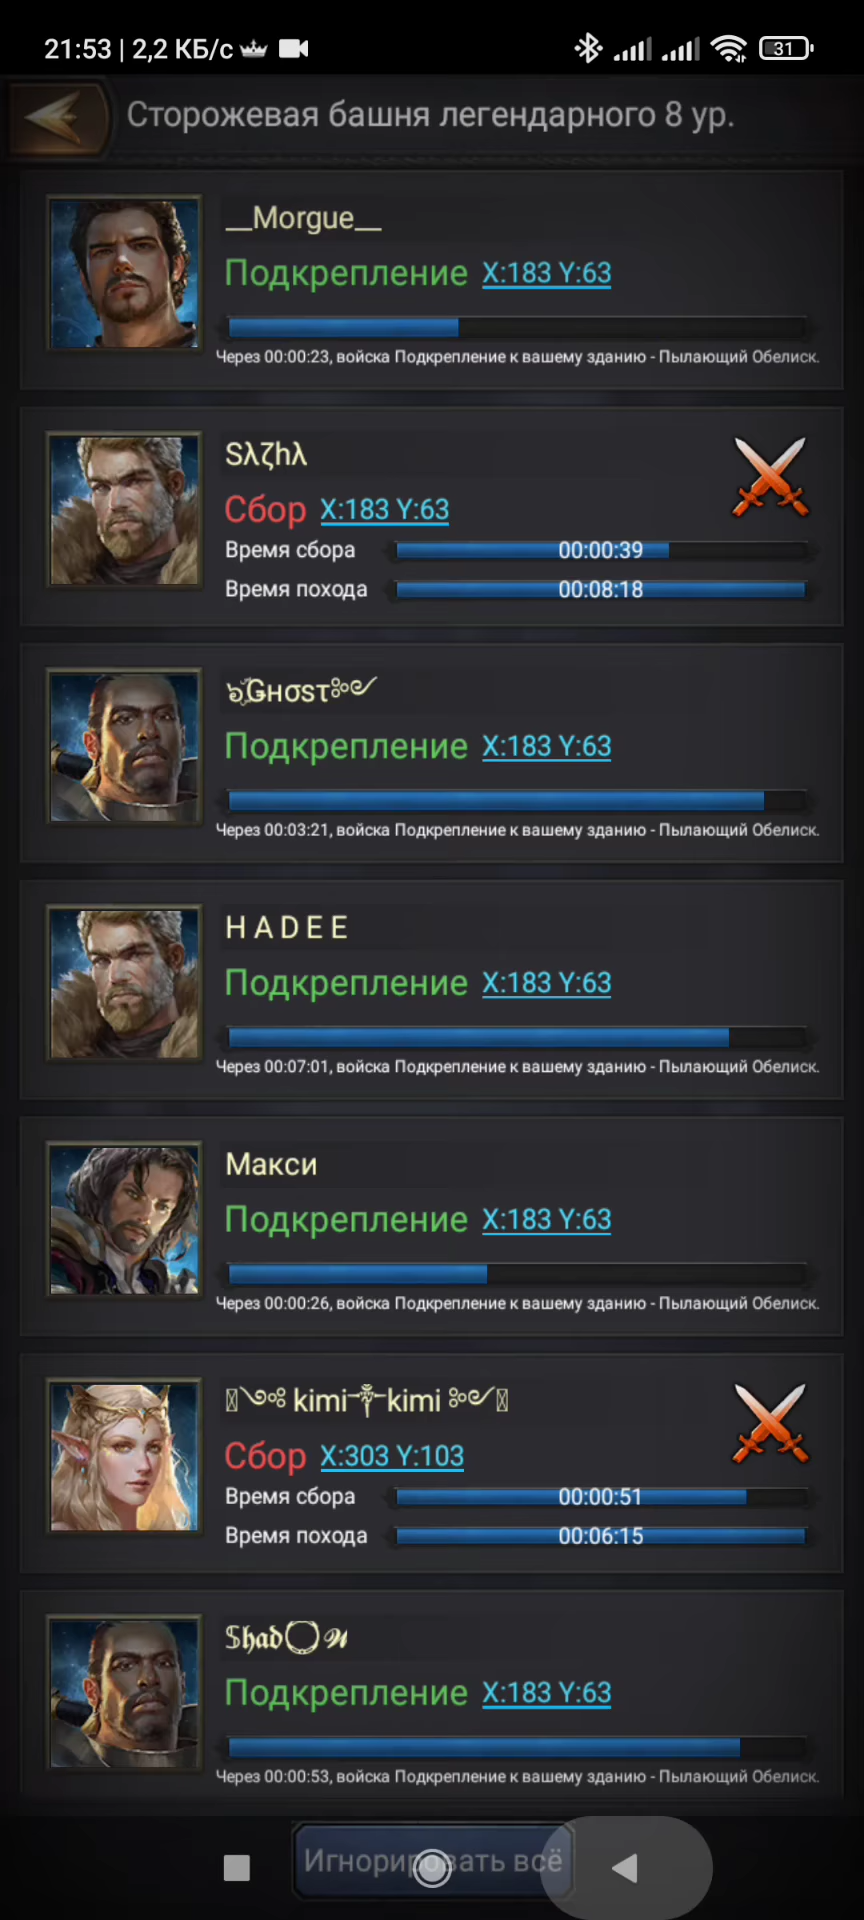 21:53 | 2,2 КБ/с
31
Сторожевая башня легендарного 8 ур.
__Morgue__
Подкрепление X:183 Y:63
Через 00:00:23, войска Подкрепление к вашему зданию - Пылающий Обелиск.
Sλζhλ
Сбор X:183 Y:63
Время сбора 00:00:39
Время похода 00:08:18
๖ۣۜǤнσsτ༻
Подкрепление X:183 Y:63
Через 00:03:21, войска Подкрепление к вашему зданию - Пылающий Обелиск.
H A D E E
Подкрепление X:183 Y:63
Через 00:07:01, войска Подкрепление к вашему зданию - Пылающий Обелиск.
Макси
Подкрепление X:183 Y:63
Через 00:00:26, войска Подкрепление к вашему зданию - Пылающий Обелиск.
༺ kimi༒kimi ༻
Сбор X:303 Y:103
Время сбора 00:00:51
Время похода 00:06:15
𝕊𝔥𝔞𝔡⃝𝓝
Подкрепление X:183 Y:63
Через 00:00:53, войска Подкрепление к вашему зданию - Пылающий Обелиск.
Игнорировать всё